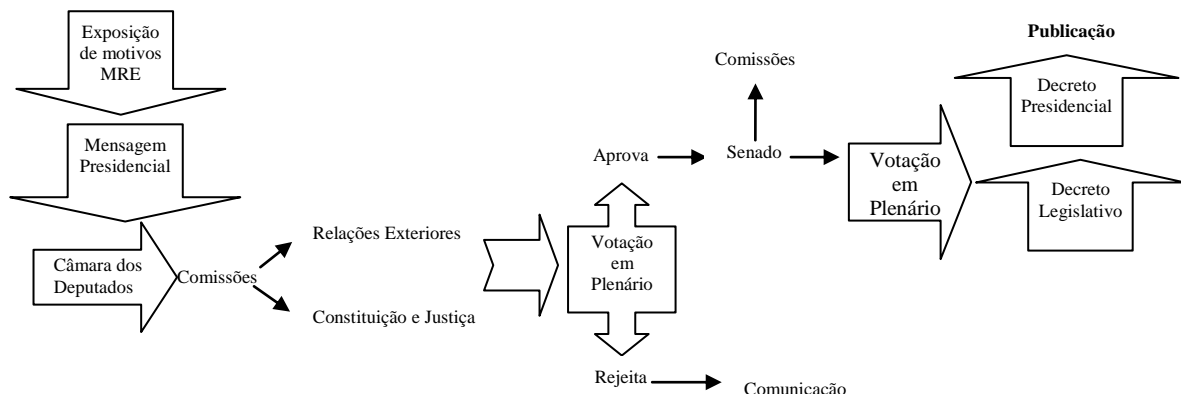 Exposição
de motivos
MRE
Mensagem
Presidencial
Câmara dos
Deputados
Comissões
Relações Exteriores
Constituição e Justiça
Votação
em
Plenário
Aprova
Rejeita
Comunicação
Senado
Comissões
Votação
em
Plenário
Decreto
Legislativo
Decreto
Presidencial
Publicação